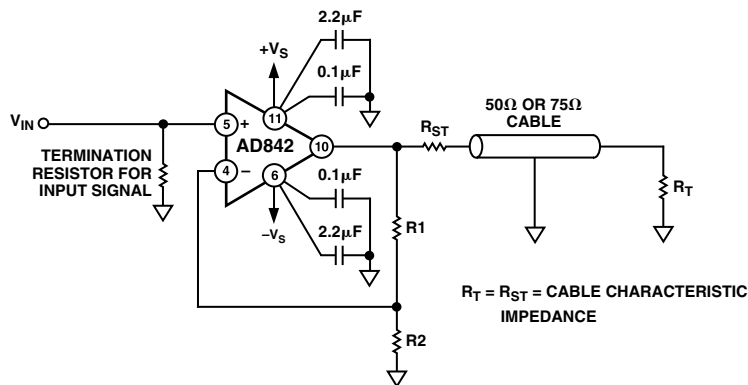 2.2μF
+VS
0.1μF
VIN
5
+
11
AD842
10
4
–
6
TERMINATION
RESISTOR FOR
INPUT SIGNAL
–VS
0.1μF
2.2μF
R1
R2
RST
50Ω OR 75Ω
CABLE
RT
RT = RST = CABLE CHARACTERISTIC
IMPEDANCE